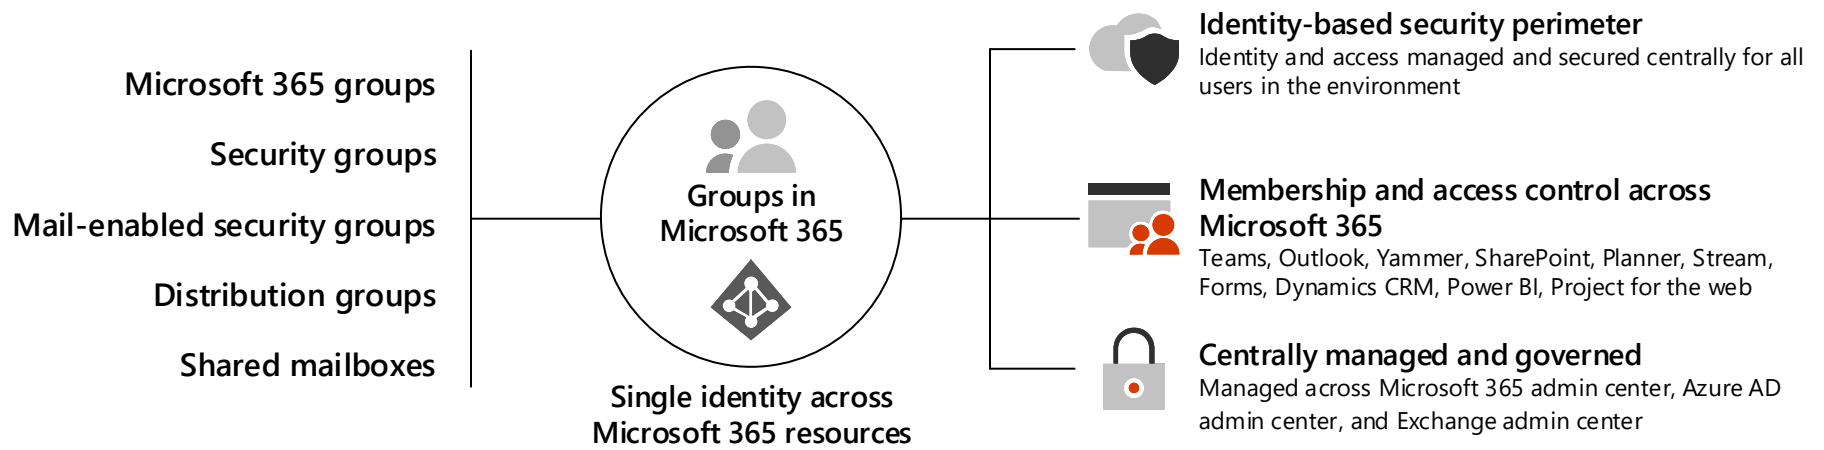 Microsoft 365 groups
Security groups
Mail-enabled security groups
Distribution groups
Shared mailboxes
Groups in
Microsoft 365
Single identity across
Microsoft 365 resources
Identity-based security perimeter
Identity and access managed and secured centrally for all
users in the environment
Membership and access control across
Microsoft 365
Teams, Outlook, Yammer, SharePoint, Planner, Stream,
Forms, Dynamics CRM, Power BI, Project for the web
Centrally managed and governed
Managed across Microsoft 365 admin center, Azure AD
admin center, and Exchange admin center